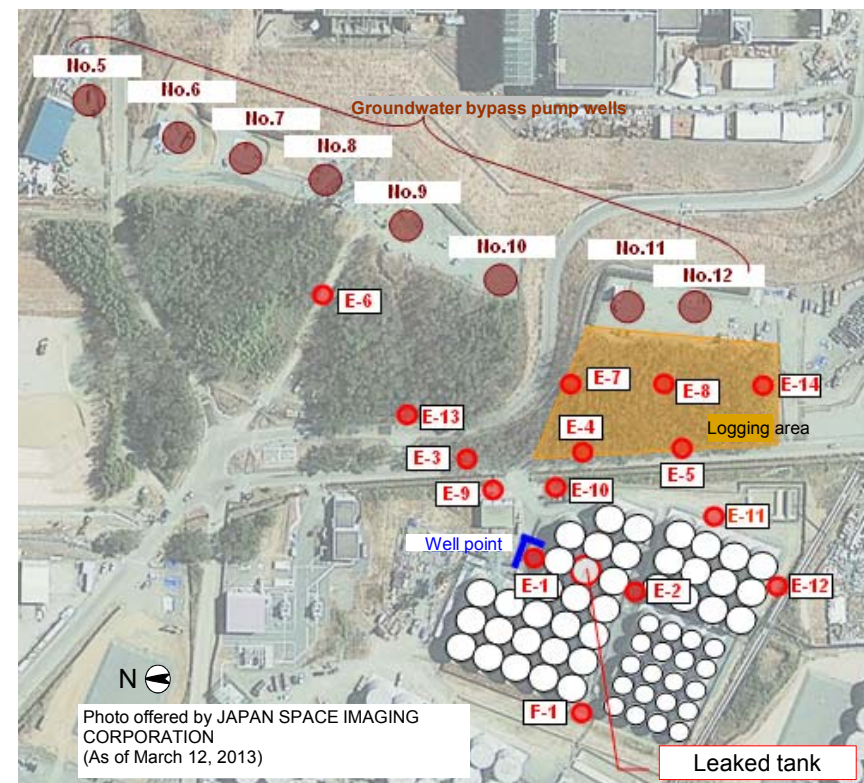 No.5
No.6
No.7
Groundwater bypass pump wells
No.8
No.9
No.10
No.11
No.12
E-6
E-7
E-8
E-14
E-13
E-4
Logging area
E-3
E-5
E-9
E-10
E-11
Well point
E-1
E-2
E-12
N
F-1
Photo offered by JAPAN SPACE IMAGING
CORPORATION
(As of March 12, 2013)
Leaked tank